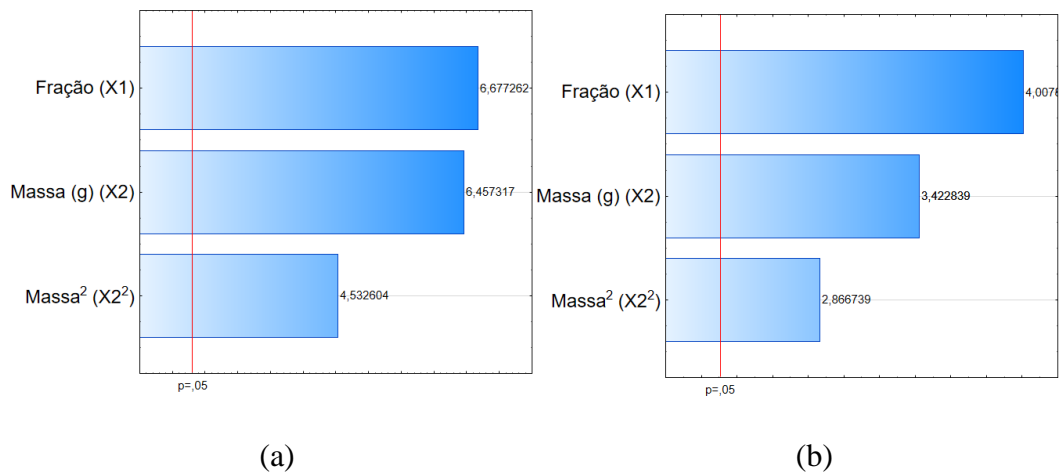 Fração (X1)
6,677262
Massa (g) (X2)
6,457317
Massa² (X2²)
4,532604
p=,05
(a)
Fração (X1)
4,0078
Massa (g) (X2)
3,422839
Massa² (X2²)
2,866739
p=,05
(b)